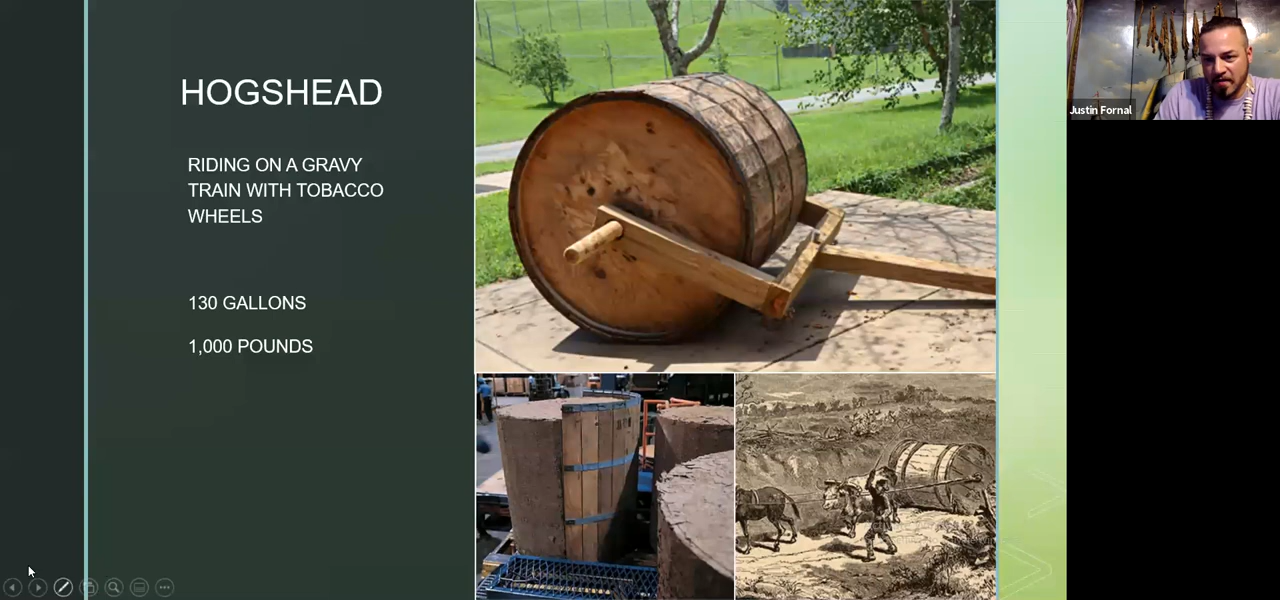 HOGSHEAD
RIDING ON A GRAVY
TRAIN WITH TOBACCO
WHEELS
130 GALLONS
1,000 POUNDS
Justin Fornal